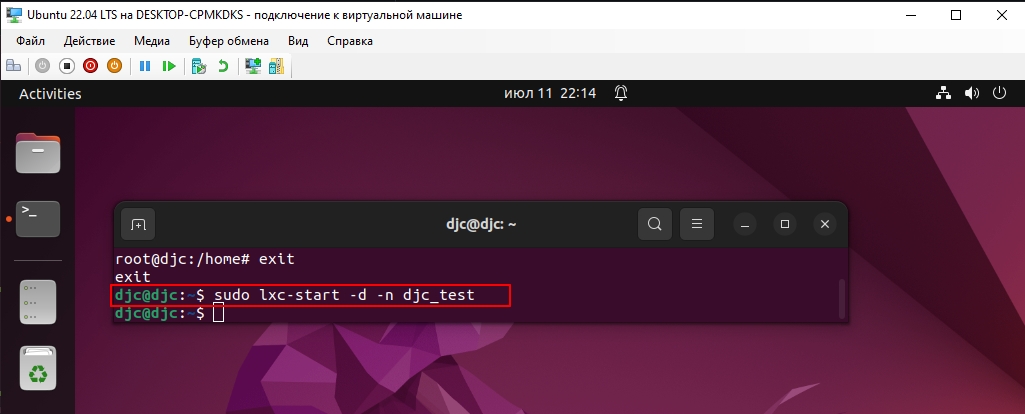 Ubuntu 22.04 LTS на DESKTOP-CPMKDKS - подключение к виртуальной машине
Файл Действие Медиа Буфер обмена Вид Справка
Activities июл 11 22:14
djc@djc: ~
root@djc:/home# exit
exit
djc@djc:~$ sudo lxc-start -d -n djc_test
djc@djc:~$